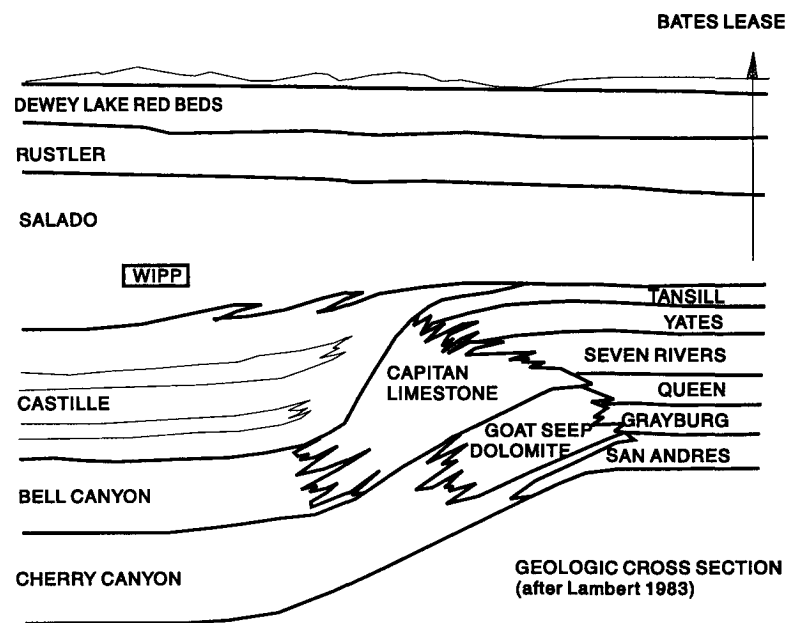 BATES LEASE
DEWEY LAKE RED BEDS
RUSTLER
SALADO
WIPP
TANSILL
YATES
SEVEN RIVERS
CAPITAN
LIMESTONE
QUEEN
CASTILLE
GRAYBURG
GOAT SEEP
DOLOMITE
SAN ANDRES
BELL CANYON
CHERRY CANYON
GEOLOGIC CROSS SECTION
(after Lambert 1983)